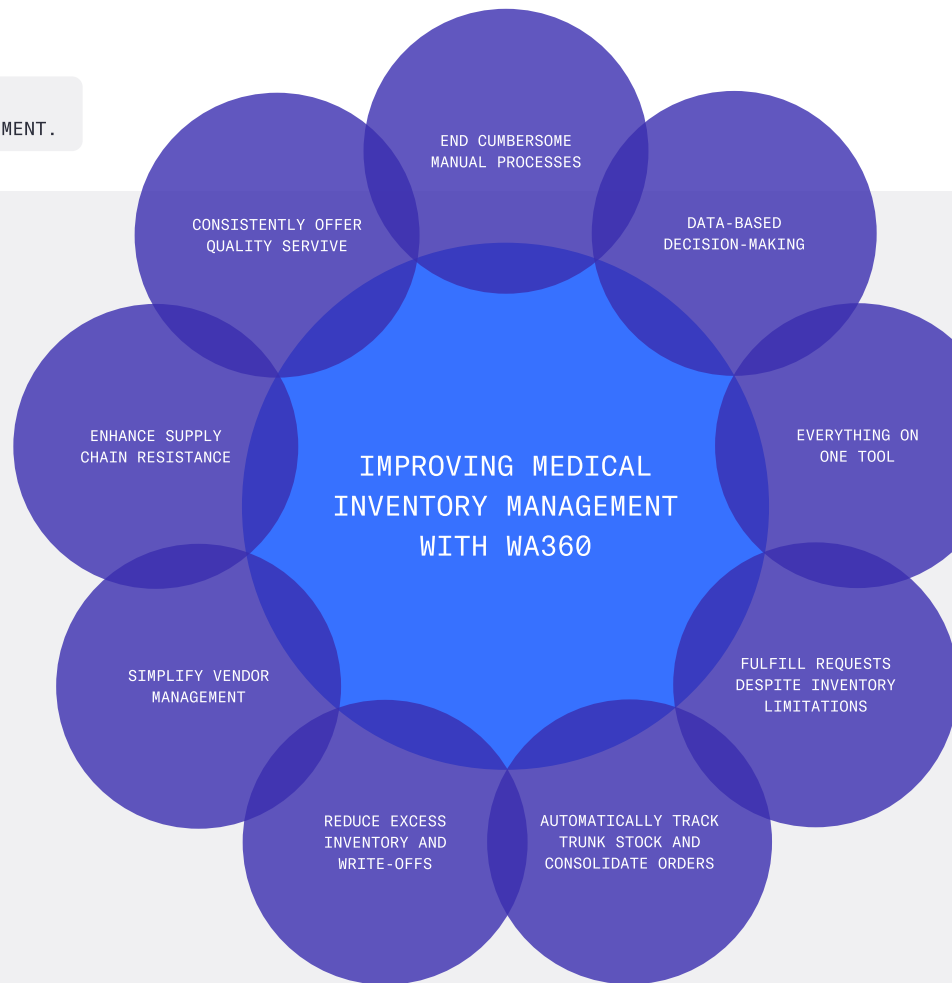 MENT.
END CUMBERSOME
MANUAL PROCESSES
CONSISTENTLY OFFER
QUALITY SERVIVE
DATA-BASED
DECISION-MAKING
ENHANCE SUPPLY
CHAIN RESISTANCE
EVERYTHING ON
ONE TOOL
IMPROVING MEDICAL
INVENTORY MANAGEMENT
WITH WA360
SIMPLIFY VENDOR
MANAGEMENT
FULFILL REQUESTS
DESPITE INVENTORY
LIMITATIONS
REDUCE EXCESS
INVENTORY AND
WRITE-OFFS
AUTOMATICALLY TRACK
TRUNK STOCK AND
CONSOLIDATE ORDERS